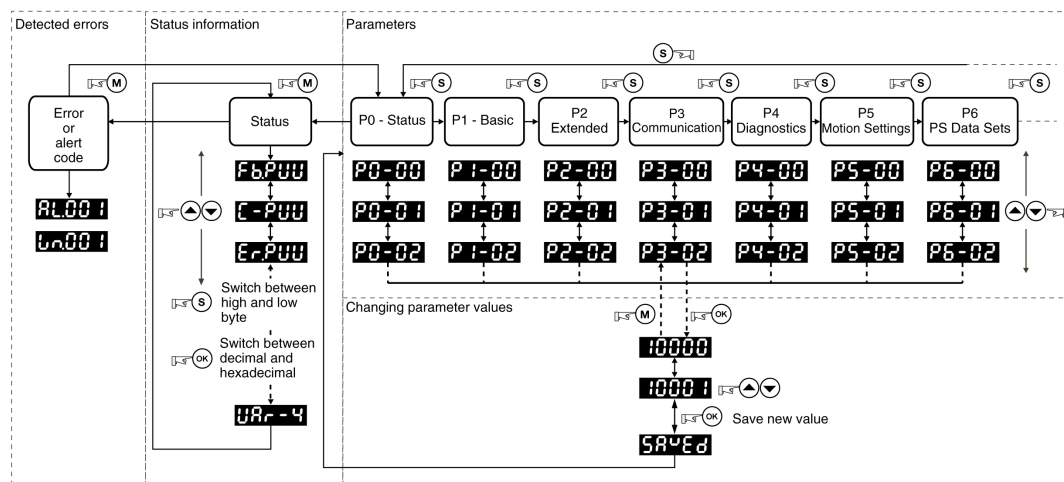 Detected errors
Status information
Parameters
S
M
M
S
S
S
S
S
S
S
Error
or
alert
code
Status
P0 - Status
P1 - Basic
P2
Extended
P3
Communication
P4
Diagnostics
P5
Motion Settings
P6
PS Data Sets
Fb.PUU
P0-00
P1-00
P2-00
P3-00
P4-00
P5-00
P6-00
AL.001
C-PUU
P0-01
P1-01
P2-01
P3-01
P4-01
P5-01
P6-01
Ln.001
Er.PUU
P0-02
P1-02
P2-02
P3-02
P4-02
P5-02
P6-02
S
Switch between
high and low
byte
OK
Switch between
decimal and
hexadecimal
VAr-4
Changing parameter values
M
OK
10000
10001
OK
Save new value
SAvEd